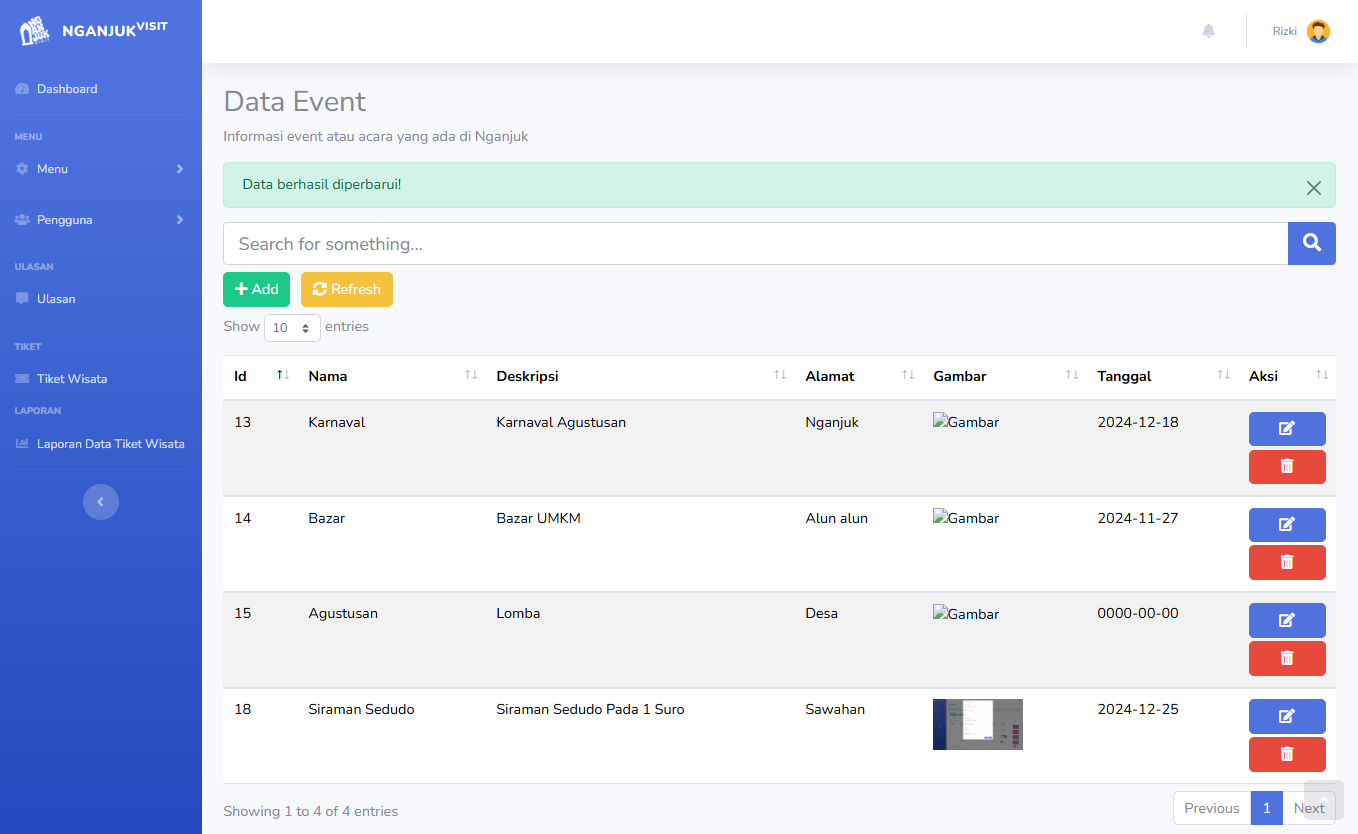 NGANJUK VISIT
Rizki
Dashboard
MENU
Menu
Pengguna
ULASAN
Ulasan
TIKET
Tiket Wisata
LAPORAN
Laporan Data Tiket Wisata
Data Event
Informasi event atau acara yang ada di Nganjuk
Data berhasil diperbarui!
Search for something...
Add Refresh
Show 10 entries
Id Nama Deskripsi Alamat Gambar Tanggal Aksi
13 Karnaval Karnaval Agustusan Nganjuk Gambar 2024-12-18
14 Bazar Bazar UMKM Alun alun Gambar 2024-11-27
15 Agustusan Lomba Desa Gambar 0000-00-00
18 Siraman Sedudo Siraman Sedudo Pada 1 Suro Sawahan 2024-12-25
Showing 1 to 4 of 4 entries
Previous 1 Next